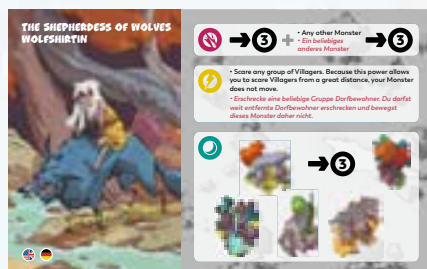 THE SHEPHERDESS OF WOLVES
WOLFSHIRTIN
3
+
• Any other Monster
• Ein beliebiges
anderes Monster
3
• Scare any group of Villagers. Because this power allows
you to scare Villagers from a great distance, your Monster
does not move.
• Erschrecke eine beliebige Gruppe Dorfbewohner. Du darfst
weit entfernte Dorfbewohner erschrecken und bewegst
dieses Monster daher nicht.
3